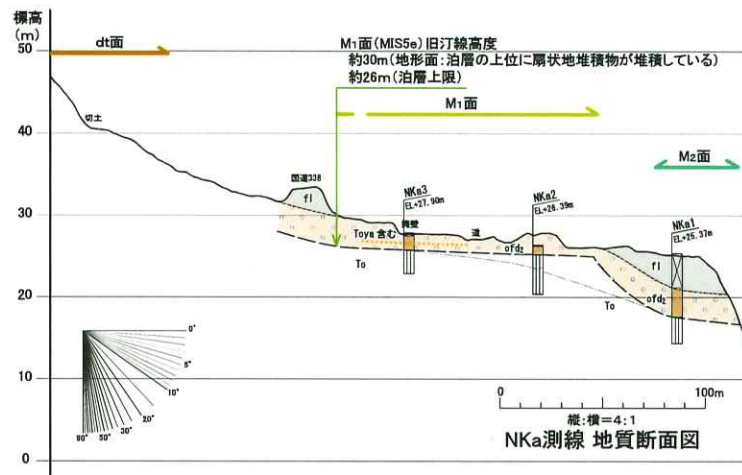 標高
(m)
50
40
30
20
10
0
dt面
M₁面(MIS5e)旧汀線高度
約30m(地形面:泊層の上位に扇状地堆積物が堆積している)
約26m(泊層上限)
M₁面
M₂面
切土
国道338
fl
NKa3
EL+27.90m
擁壁
Toya 含む
道
NKa2
EL+26.39m
ofd₂
NKa1
EL+25.37m
fl
To
To
ofd₂
0°
5°
10°
20°
30°
50°
90°
0
100m
縦:横=4:1
NKa測線 地質断面図